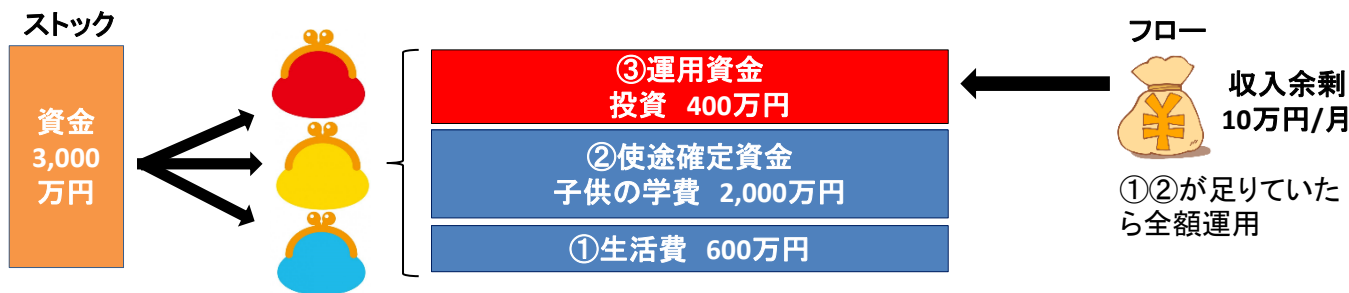 ストック
資金
3,000
万円
③運用資金
投資 400万円
②使途確定資金
子供の学費 2,000万円
①生活費 600万円
フロー
¥
収入余剰
10万円/月
①②が足りていた
ら全額運用